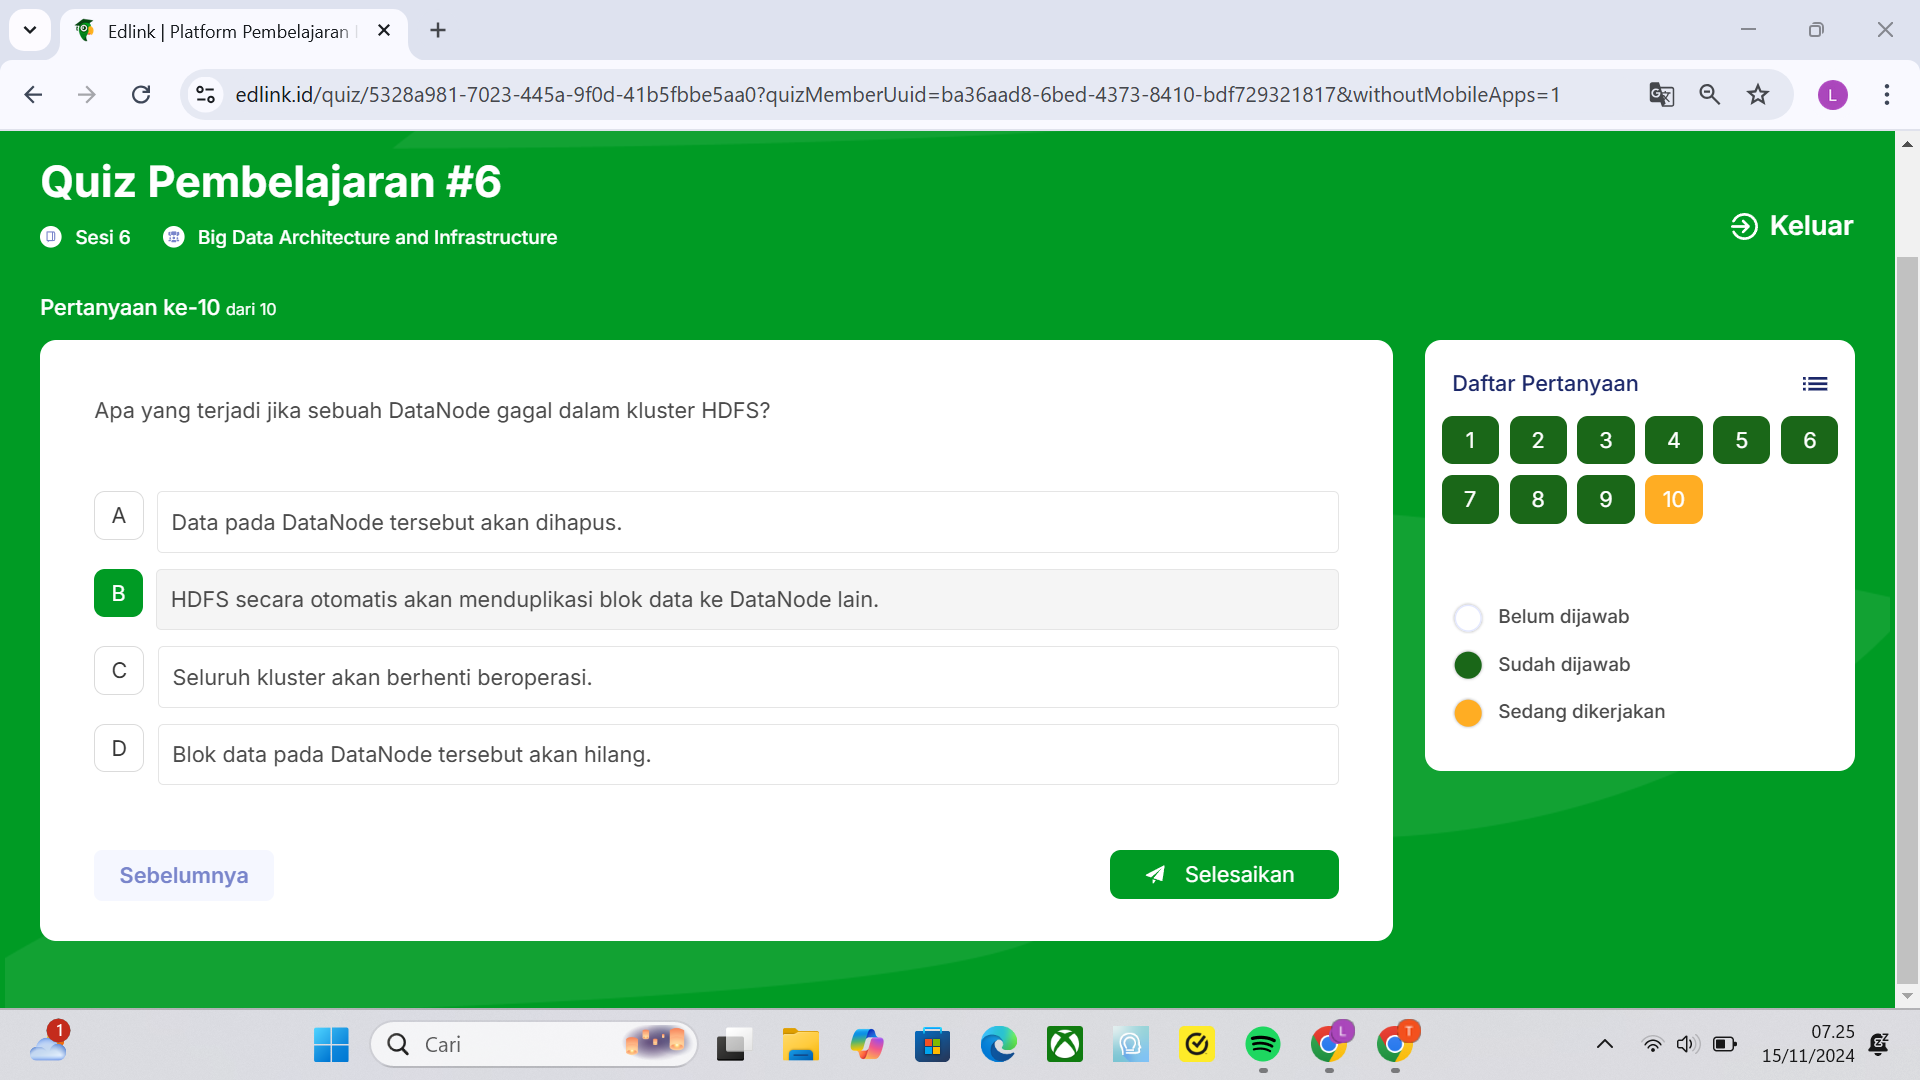 Edlink | Platform Pembelajaran
edlink.id/quiz/5328a981-7023-445a-9f0d-41b5fbbe5aa0?quizMemberUuid=ba36aad8-6bed-4373-8410-bdf729321817&withoutMobileApps=1
L
Quiz Pembelajaran #6
Sesi 6 Big Data Architecture and Infrastructure
Keluar
Pertanyaan ke-10 dari 10
Apa yang terjadi jika sebuah DataNode gagal dalam kluster HDFS?
A Data pada DataNode tersebut akan dihapus.
B HDFS secara otomatis akan menduplikasi blok data ke DataNode lain.
C Seluruh kluster akan berhenti beroperasi.
D Blok data pada DataNode tersebut akan hilang.
Sebelumnya
Selesaikan
Daftar Pertanyaan
1 2 3 4 5 6
7 8 9 10
Belum dijawab
Sudah dijawab
Sedang dikerjakan
1
Cari
L
T
07.25
15/11/2024